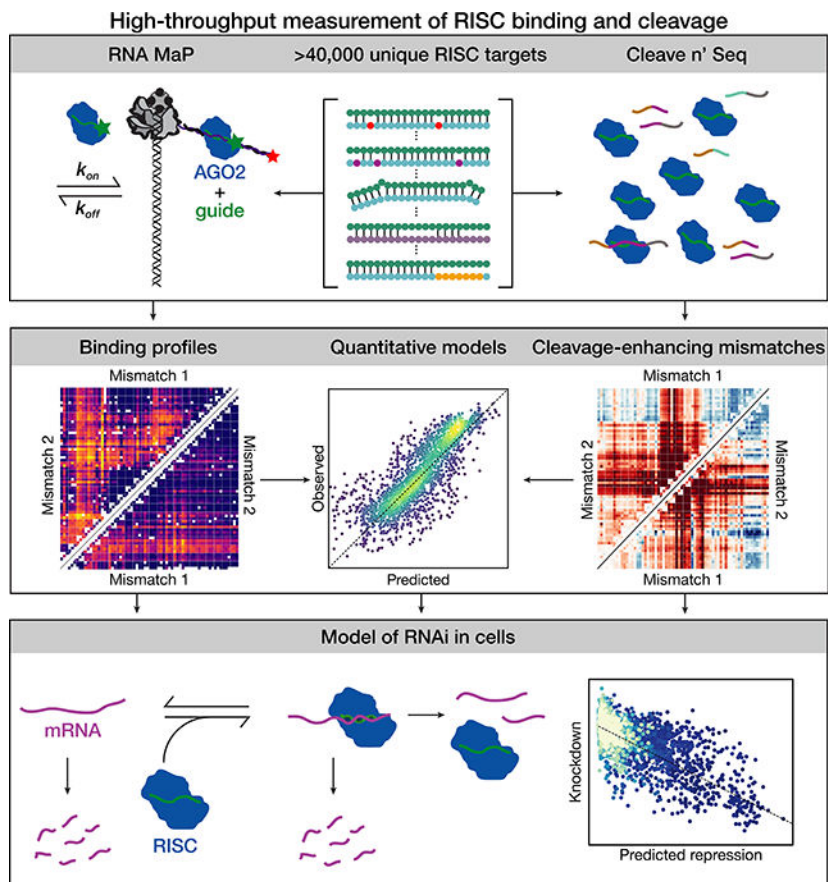 High-throughput measurement of RISC binding and cleavage
RNA MaP
>40,000 unique RISC targets
Cleave n' Seq
kon
koff
AGO2
+
guide
Binding profiles
Quantitative models
Cleavage-enhancing mismatches
Mismatch 1
Mismatch 2
Mismatch 2
Mismatch 1
Observed
Predicted
Mismatch 1
Mismatch 2
Mismatch 2
Mismatch 1
Model of RNAi in cells
mRNA
RISC
Knockdown
Predicted repression